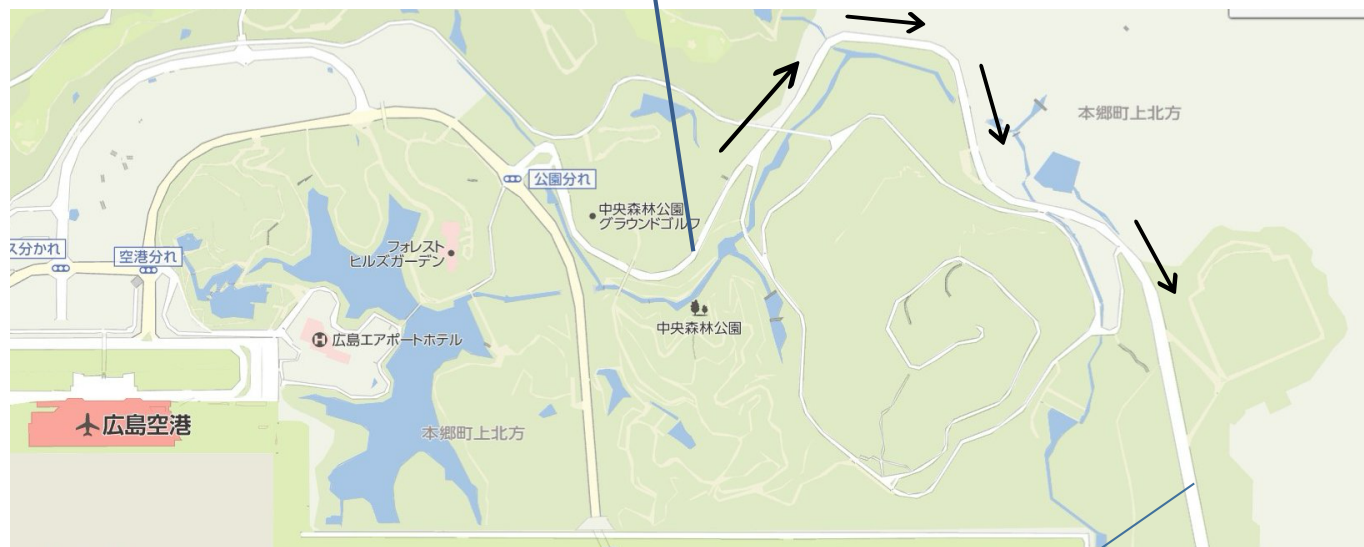 本郷町上北方
公園分れ
中央森林公園
グラウンドゴルフ
フォレスト
ヒルズガーデン
ス分かれ
空港分れ
中央森林公園
H 広島エアポートホテル
広島空港
本郷町上北方